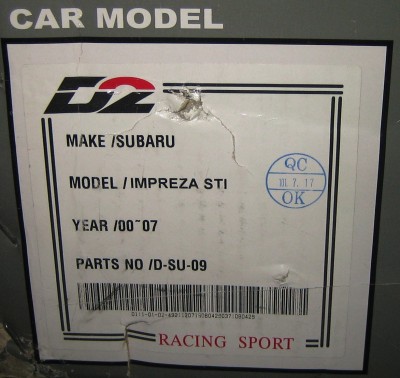 CAR MODEL
D2
MAKE /SUBARU
MODEL / IMPREZA STI
QC
OK
YEAR /00~07
PARTS NO /D-SU-09
RACING SPORT